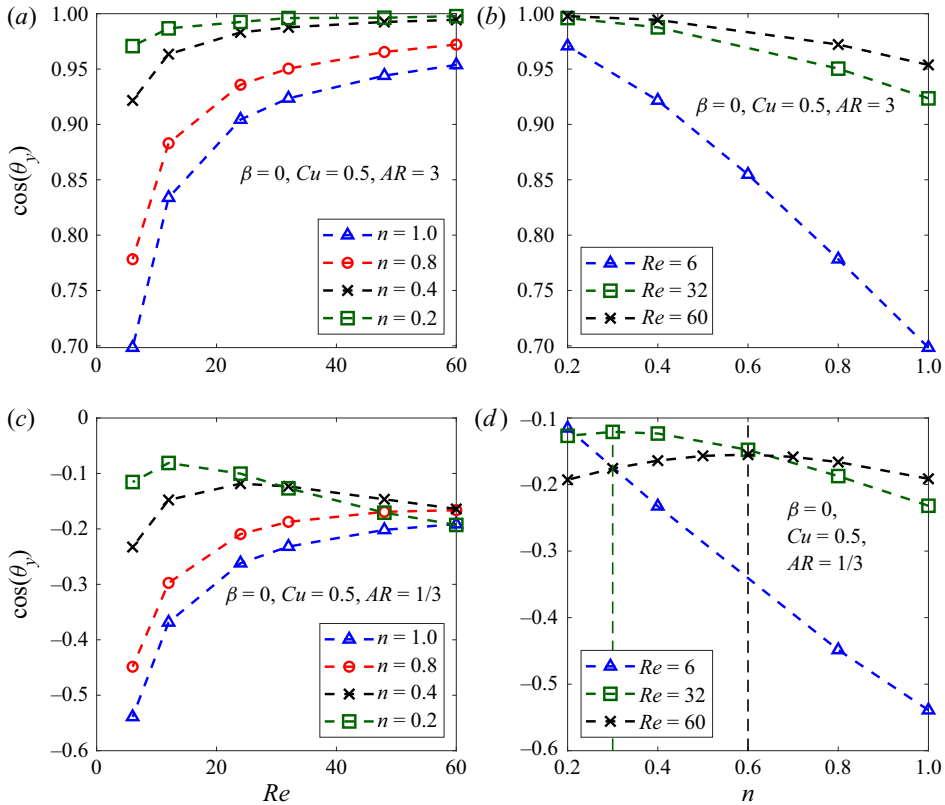 (a)
1.00
0.95
0.90
0.85
0.80
0.75
0.70
cos(θy)
0
20
40
60
β = 0, Cu = 0.5, AR = 3
n = 1.0
n = 0.8
n = 0.4
n = 0.2
(b)
1.00
0.95
0.90
0.85
0.80
0.75
0.70
0.2
0.4
0.6
0.8
1.0
β = 0, Cu = 0.5, AR = 3
Re = 6
Re = 32
Re = 60
(c)
0
–0.1
–0.2
–0.3
–0.4
–0.5
–0.6
cos(θy)
0
20
40
60
Re
β = 0, Cu = 0.5, AR = 1/3
n = 1.0
n = 0.8
n = 0.4
n = 0.2
(d)
–0.1
–0.2
–0.3
–0.4
–0.5
–0.6
0.2
0.4
0.6
0.8
1.0
n
β = 0,
Cu = 0.5,
AR = 1/3
Re = 6
Re = 32
Re = 60